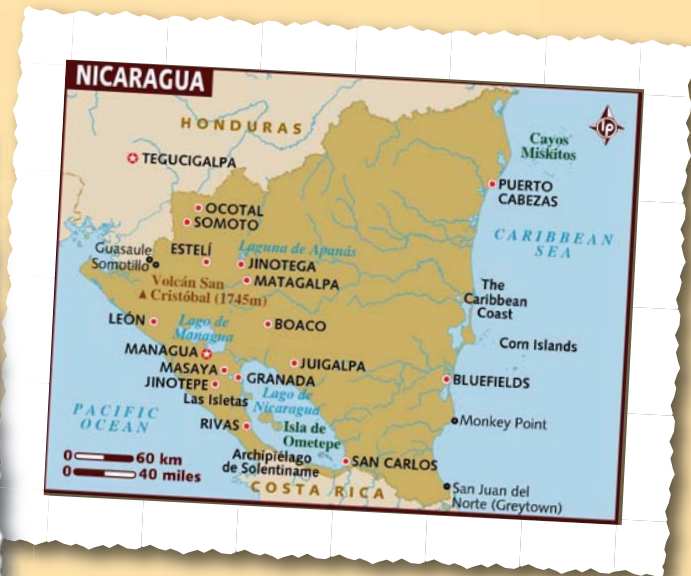 NICARAGUA
HONDURAS
TEGUCIGALPA
Cayos
Miskitos
PUERTO
CABEZAS
OCOTAL
SOMOTO
CARIBBEAN
SEA
Guasaule
Somotillo
ESTELÍ
Laguna de Apanás
JINOTEGA
MATAGALPA
Volcán San
Cristóbal (1745m)
The
Caribbean
Coast
LEÓN
Lago de
Managua
BOACO
Corn Islands
MANAGUA
MASAYA
JINOTEPE
GRANADA
JUIGALPA
BLUEFIELDS
Las Isletas
Lago de
Nicaragua
PACIFIC
OCEAN
RIVAS
Isla de
Ometepe
Monkey Point
Archipiélago
de Solentiname
SAN CARLOS
0 60 km
0 40 miles
COSTA RICA
San Juan del
Norte (Greytown)
lp